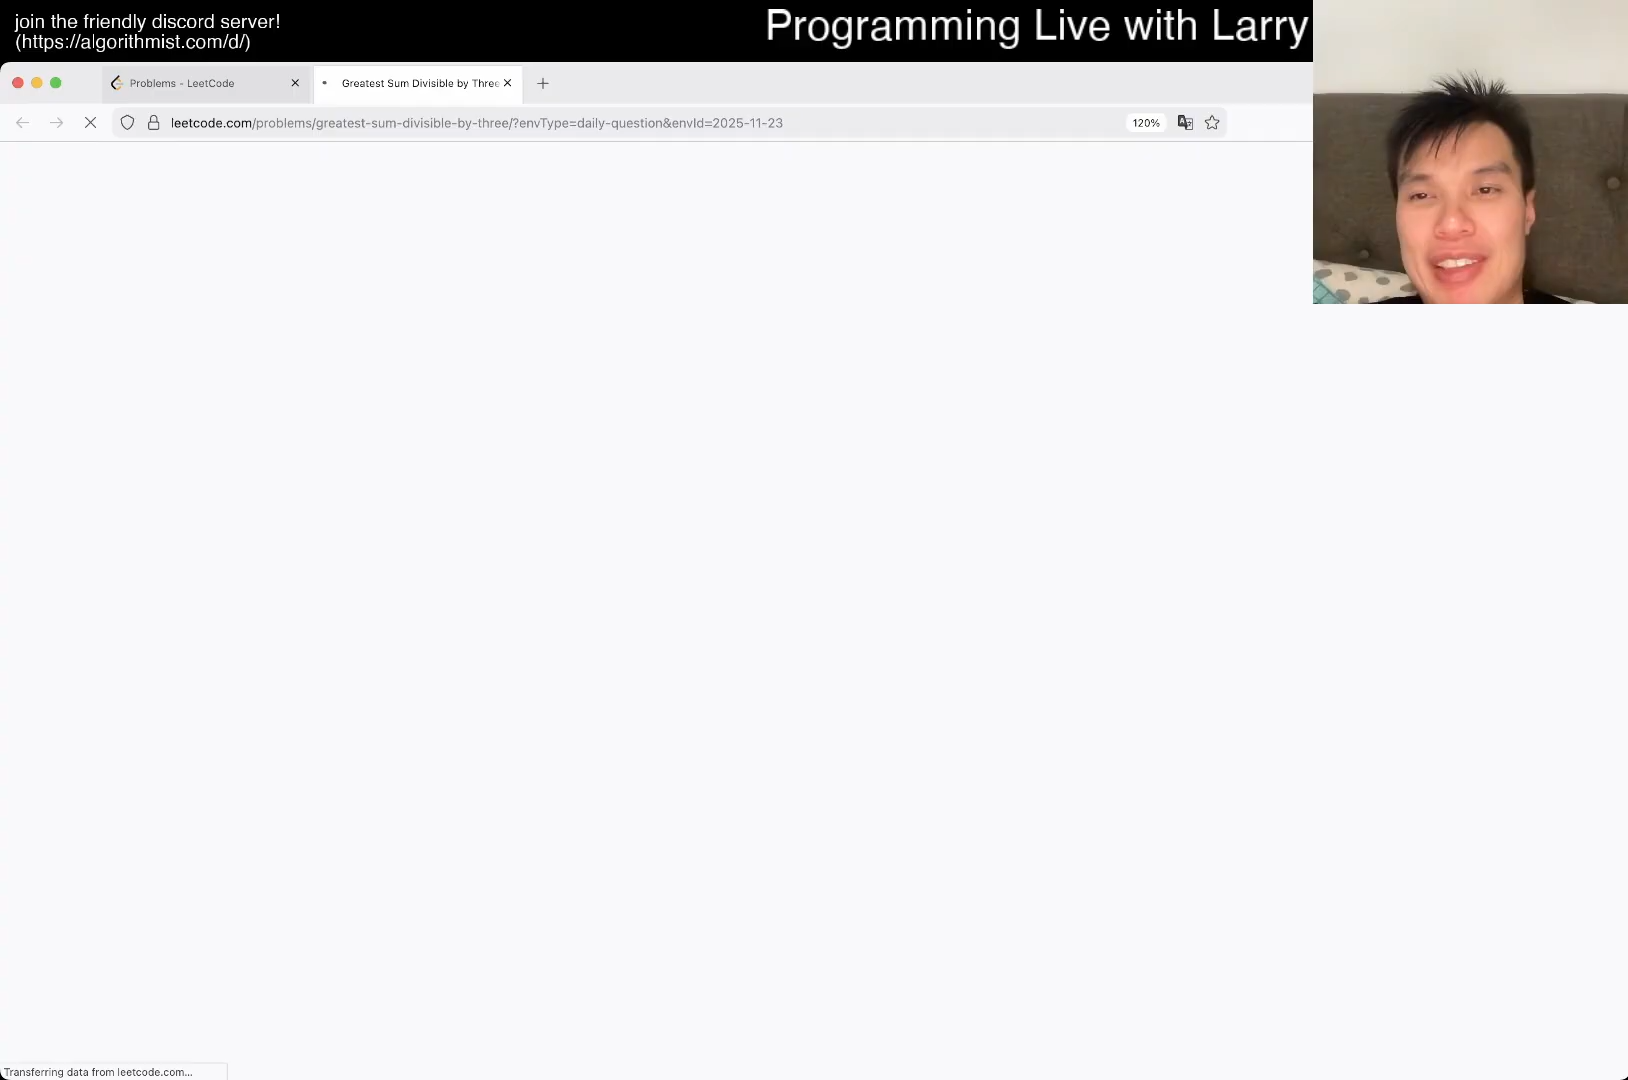 join the friendly discord server!
(https://algorithmist.com/d/)
Programming Live with Larry
Problems - LeetCode
Greatest Sum Divisible by Three
leetcode.com/problems/greatest-sum-divisible-by-three/?envType=daily-question&envId=2025-11-23
120%
Transferring data from leetcode.com...